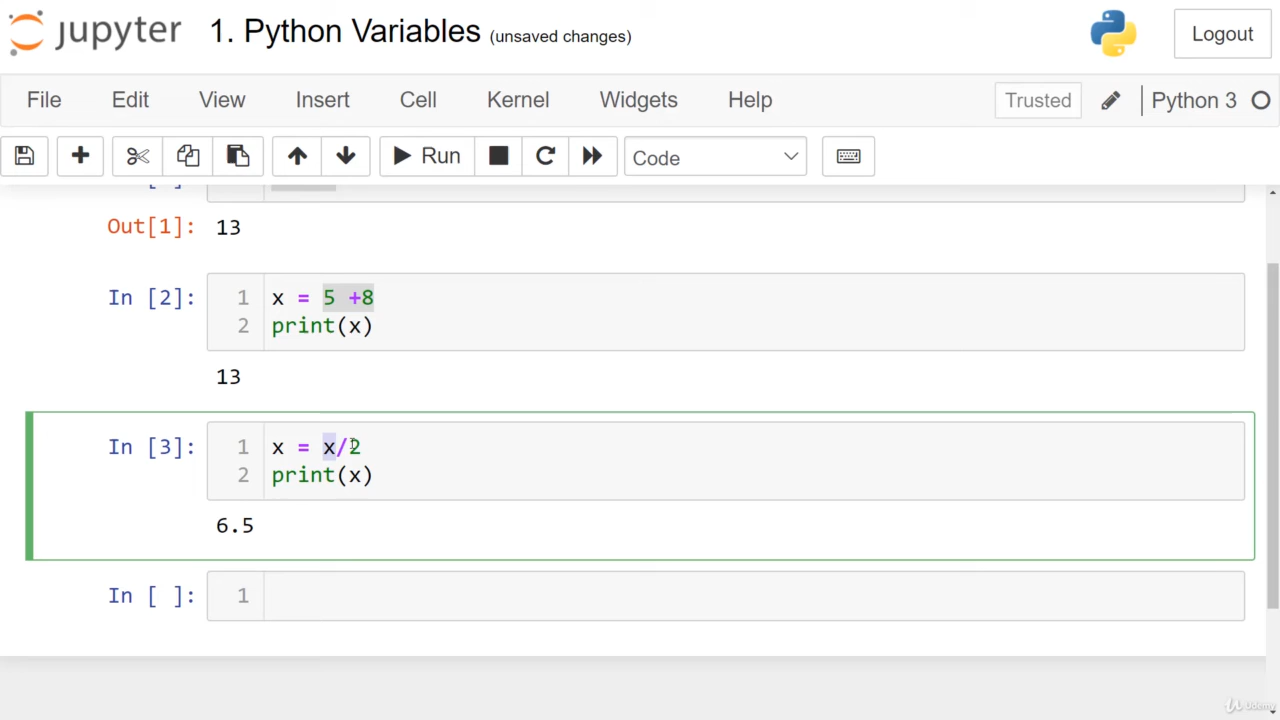 jupyter 1. Python Variables (unsaved changes) Logout
File Edit View Insert Cell Kernel Widgets Help Trusted Python 3
Run Code
Out[1]: 13
In [2]: 1 x = 5 +8
2 print(x)
13
In [3]: 1 x = x/2
2 print(x)
6.5
In [ ]: 1
Udemy